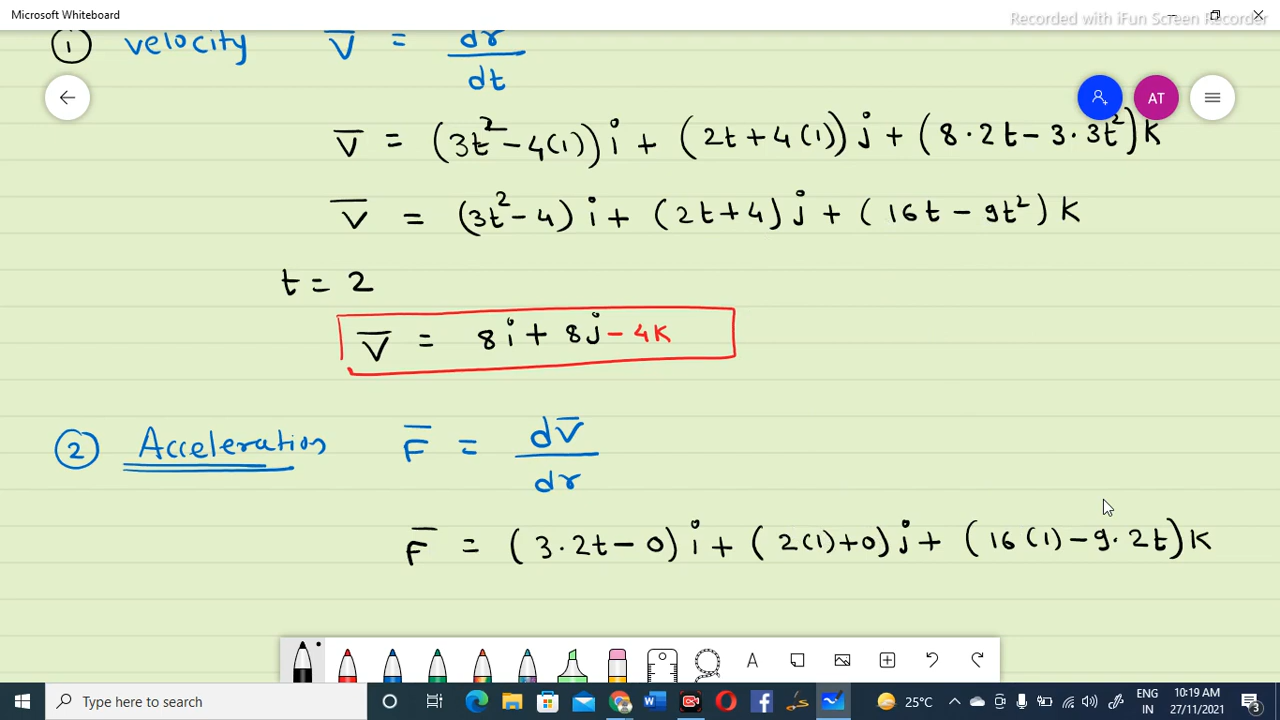 Microsoft Whiteboard
Recorded with iFun Screen Recorder
① velocity V̅ = dr/dt
AT
V̅ = (3t² - 4(1)) i + (2t + 4(1)) j + (8·2t - 3·3t²) K
V̅ = (3t² - 4) i + (2t + 4) j + (16t - 9t²) K
t = 2
V̅ = 8i + 8j - 4K
② Acceleration F̅ = dV̅/dr
F̅ = (3·2t - 0) i + (2(1) + 0) j + (16(1) - 9·2t) K
A
Type here to search
25°C
ENG
IN
10:19 AM
27/11/2021
3